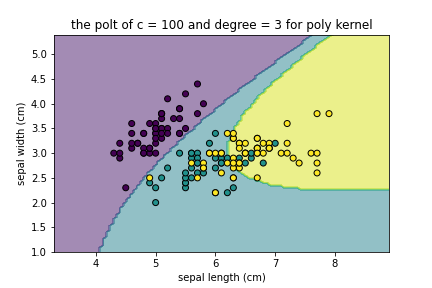 the polt of c = 100 and degree = 3 for poly kernel
sepal width (cm)
5.0
4.5
4.0
3.5
3.0
2.5
2.0
1.5
1.0
4 5 6 7 8
sepal length (cm)